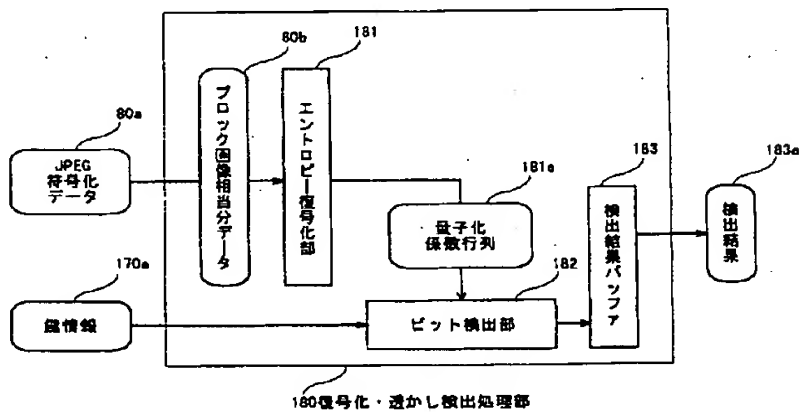 80a
JPEG
符号化
データ
80b
ブロック画像相当分データ
181
エントロピー復号化部
181a
量子化
係数行列
183
検出結果バッファ
183a
検出結果
170a
鍵情報
182
ビット検出部
180復号化・透かし検出処理部